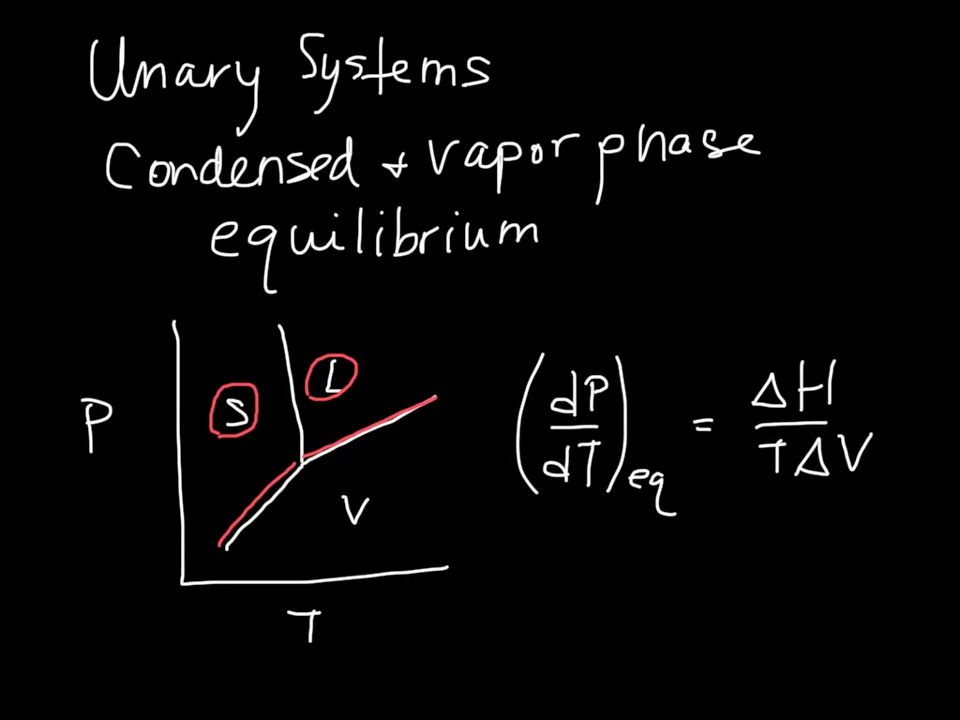 Unary Systems
Condensed + vapor phase
equilibrium
P
S
L
V
T
(dP/dT)eq = ΔH/TΔV